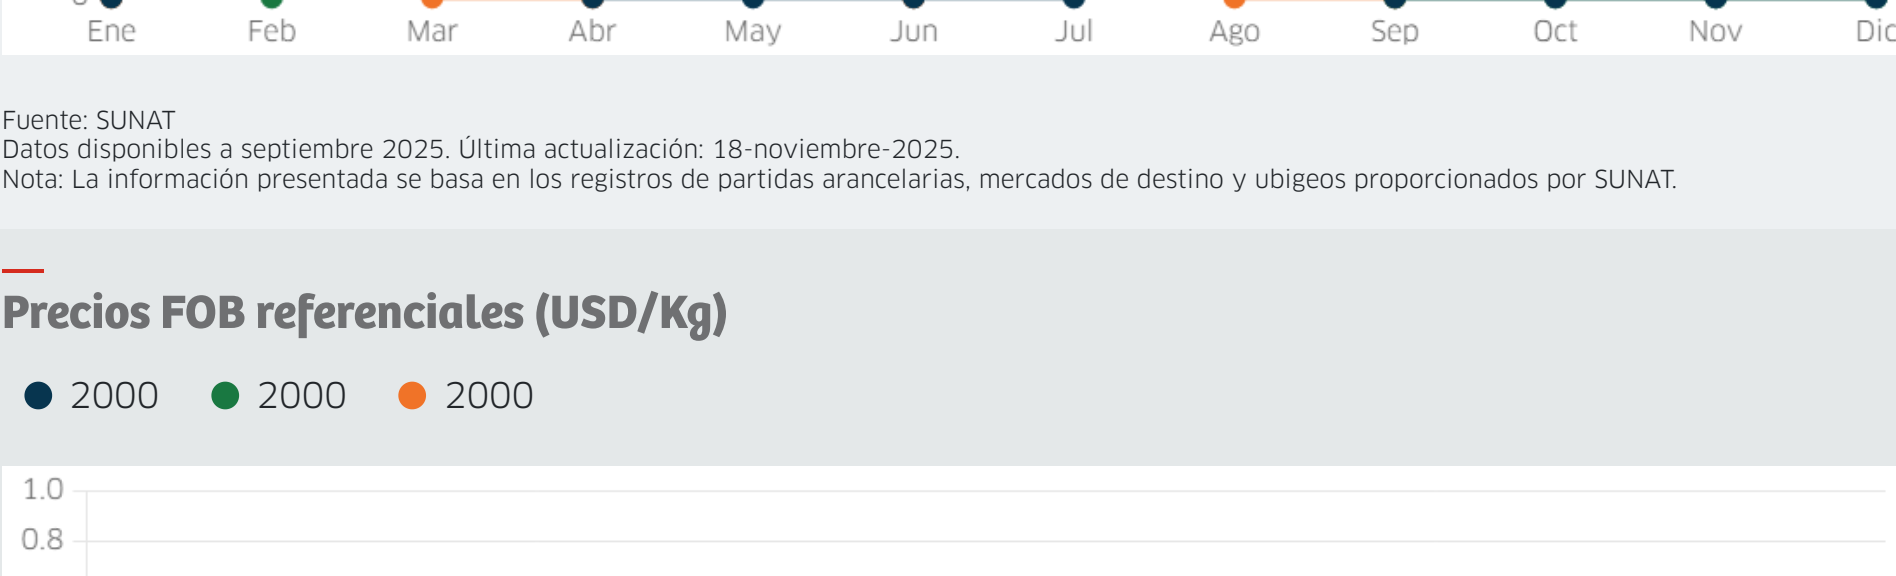 Ene Feb Mar Abr May Jun Jul Ago Sep Oct Nov Dic
Fuente: SUNAT
Datos disponibles a septiembre 2025. Última actualización: 18-noviembre-2025.
Nota: La información presentada se basa en los registros de partidas arancelarias, mercados de destino y ubigeos proporcionados por SUNAT.
Precios FOB referenciales (USD/Kg)
2000 2000 2000
1.0
0.8